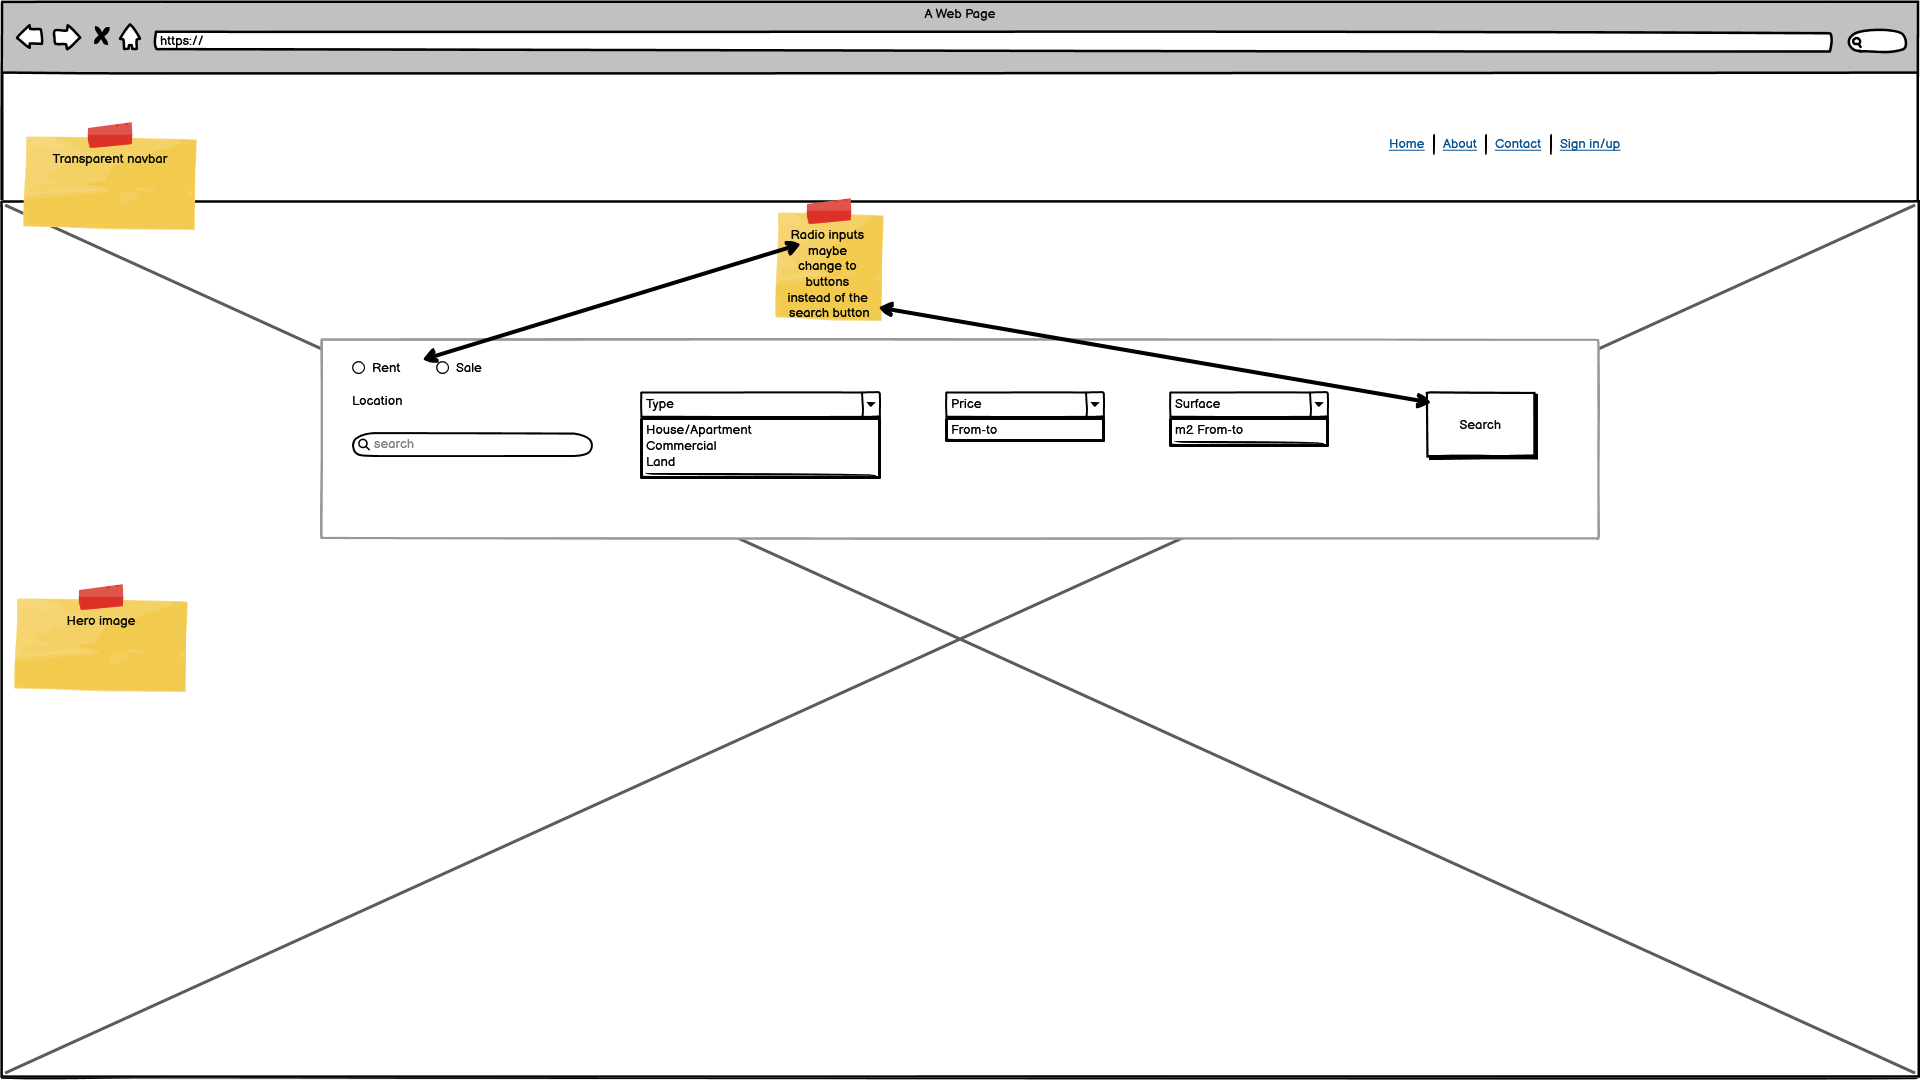 A Web Page
https://
Home | About | Contact | Sign in/up
Transparent navbar
Radio inputs
maybe
change to
buttons
instead of the
search button
Rent
Sale
Location
search
Type
House/Apartment
Commercial
Land
Price
From-to
Surface
m2 From-to
Search
Hero image